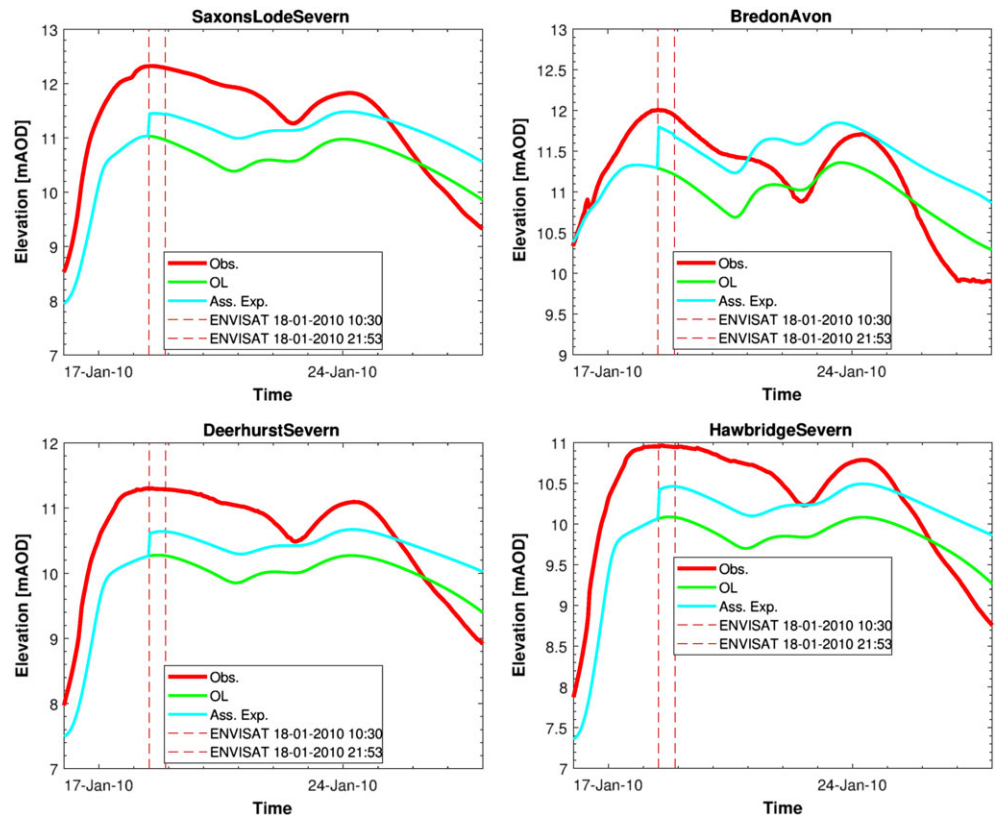 SaxonsLodeSevern
Elevation [mAOD]
13
12
11
10
9
8
7
Obs.
OL
Ass. Exp.
ENVISAT 18-01-2010 10:30
ENVISAT 18-01-2010 21:53
17-Jan-10
24-Jan-10
Time
BredonAvon
Elevation [mAOD]
13
12.5
12
11.5
11
10.5
10
9.5
9
Obs.
OL
Ass. Exp.
ENVISAT 18-01-2010 10:30
ENVISAT 18-01-2010 21:53
17-Jan-10
24-Jan-10
Time
DeerhurstSevern
Elevation [mAOD]
12
11
10
9
8
7
Obs.
OL
Ass. Exp.
ENVISAT 18-01-2010 10:30
ENVISAT 18-01-2010 21:53
17-Jan-10
24-Jan-10
Time
HawbridgeSevern
Elevation [mAOD]
11
10.5
10
9.5
9
8.5
8
7.5
7
Obs.
OL
Ass. Exp.
ENVISAT 18-01-2010 10:30
ENVISAT 18-01-2010 21:53
17-Jan-10
24-Jan-10
Time